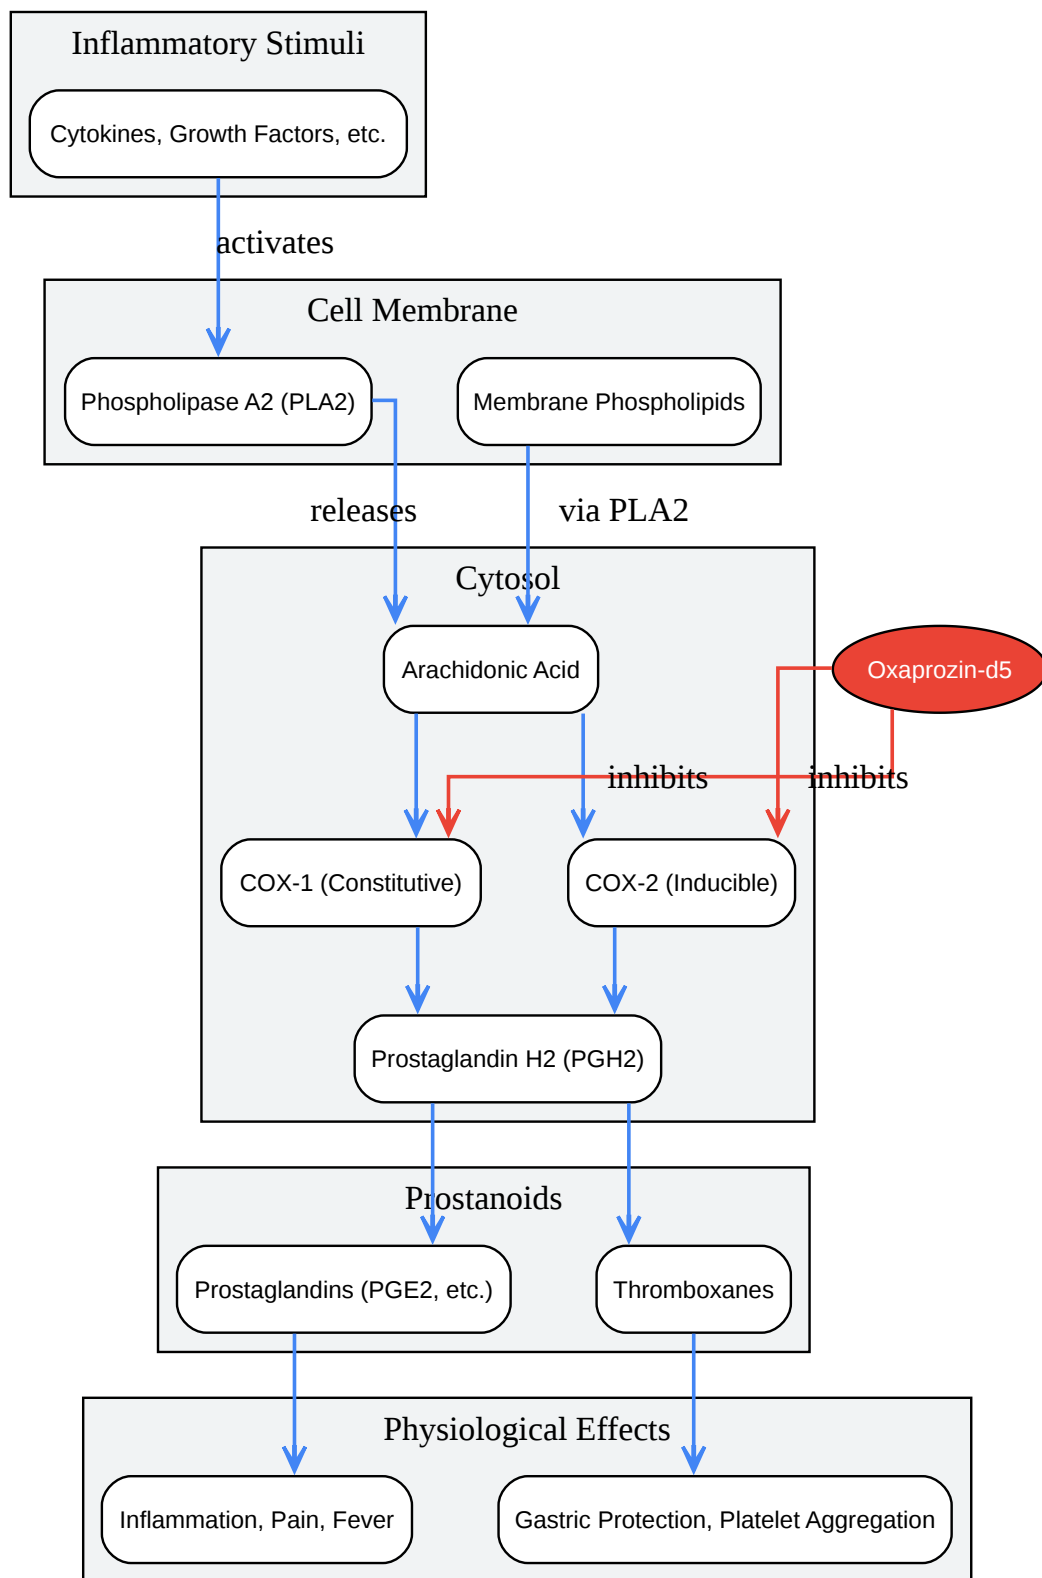 Inflammatory Stimuli
Cytokines, Growth Factors, etc.
activates
Cell Membrane
Phospholipase A2 (PLA2)
Membrane Phospholipids
releases
via PLA2
Cytosol
Arachidonic Acid
Oxaprozin-d5
inhibits
inhibits
COX-1 (Constitutive)
COX-2 (Inducible)
Prostaglandin H2 (PGH2)
Prostanoids
Prostaglandins (PGE2, etc.)
Thromboxanes
Physiological Effects
Inflammation, Pain, Fever
Gastric Protection, Platelet Aggregation